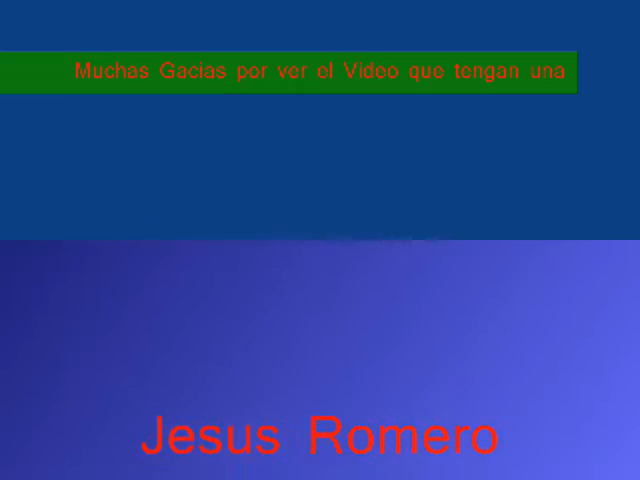 Muchas Gacias por ver el Video que tengan una
Jesus Romero